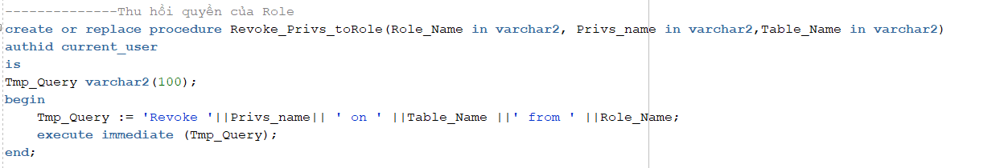 --------------Thu hồi quyền của Role
create or replace procedure Revoke_Privs_toRole(Role_Name in varchar2, Privs_name in varchar2,Table_Name in varchar2)
authid current_user
is
Tmp_Query varchar2(100);
begin
    Tmp_Query := 'Revoke '||Privs_name|| ' on ' ||Table_Name ||' from ' ||Role_Name;
    execute immediate (Tmp_Query);
end;